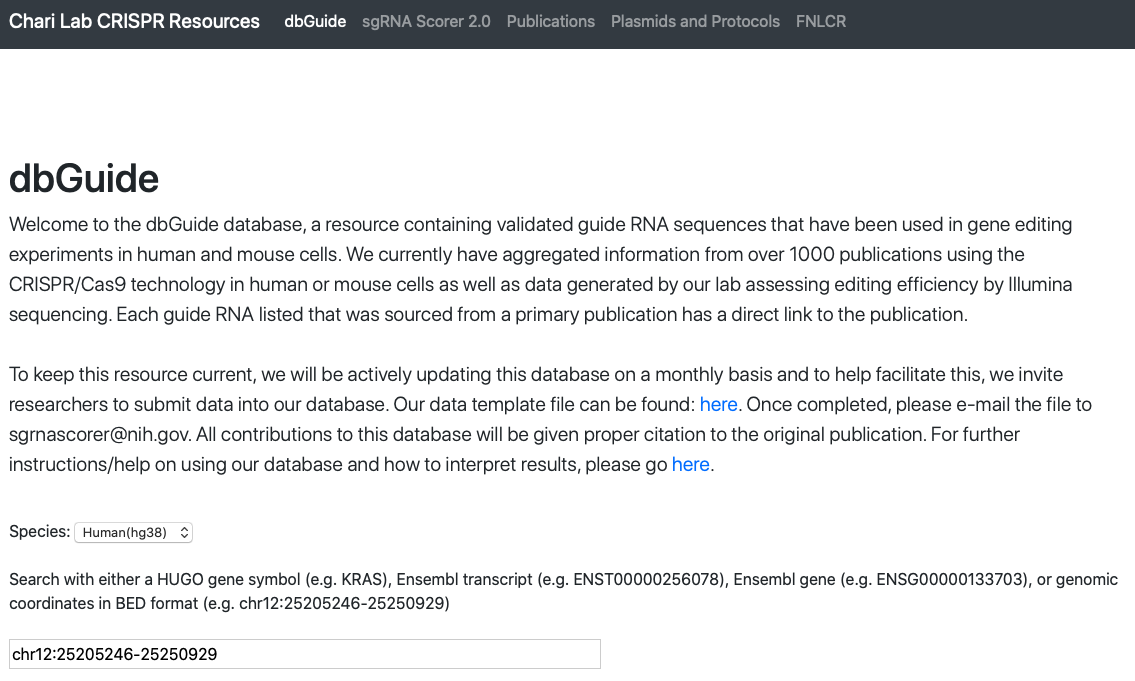 Chari Lab CRISPR Resources dbGuide sgRNA Scorer 2.0 Publications Plasmids and Protocols FNLCR
dbGuide
Welcome to the dbGuide database, a resource containing validated guide RNA sequences that have been used in gene editing
experiments in human and mouse cells. We currently have aggregated information from over 1000 publications using the
CRISPR/Cas9 technology in human or mouse cells as well as data generated by our lab assessing editing efficiency by Illumina
sequencing. Each guide RNA listed that was sourced from a primary publication has a direct link to the publication.
To keep this resource current, we will be actively updating this database on a monthly basis and to help facilitate this, we invite
researchers to submit data into our database. Our data template file can be found: here. Once completed, please e-mail the file to
sgrnascorer@nih.gov. All contributions to this database will be given proper citation to the original publication. For further
instructions/help on using our database and how to interpret results, please go here.
Species: Human(hg38)
Search with either a HUGO gene symbol (e.g. KRAS), Ensembl transcript (e.g. ENST00000256078), Ensembl gene (e.g. ENSG00000133703), or genomic
coordinates in BED format (e.g. chr12:25205246-25250929)
chr12:25205246-25250929